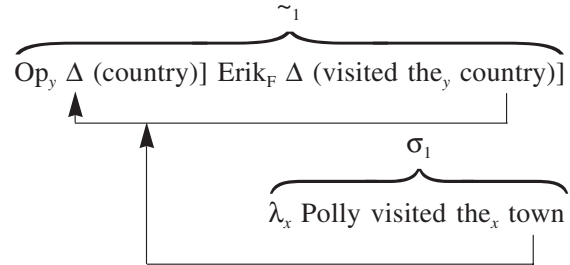 ~₁
Op_y Δ (country)] Erik_F Δ (visited the_y country)]
σ₁
λ_x Polly visited the_x town